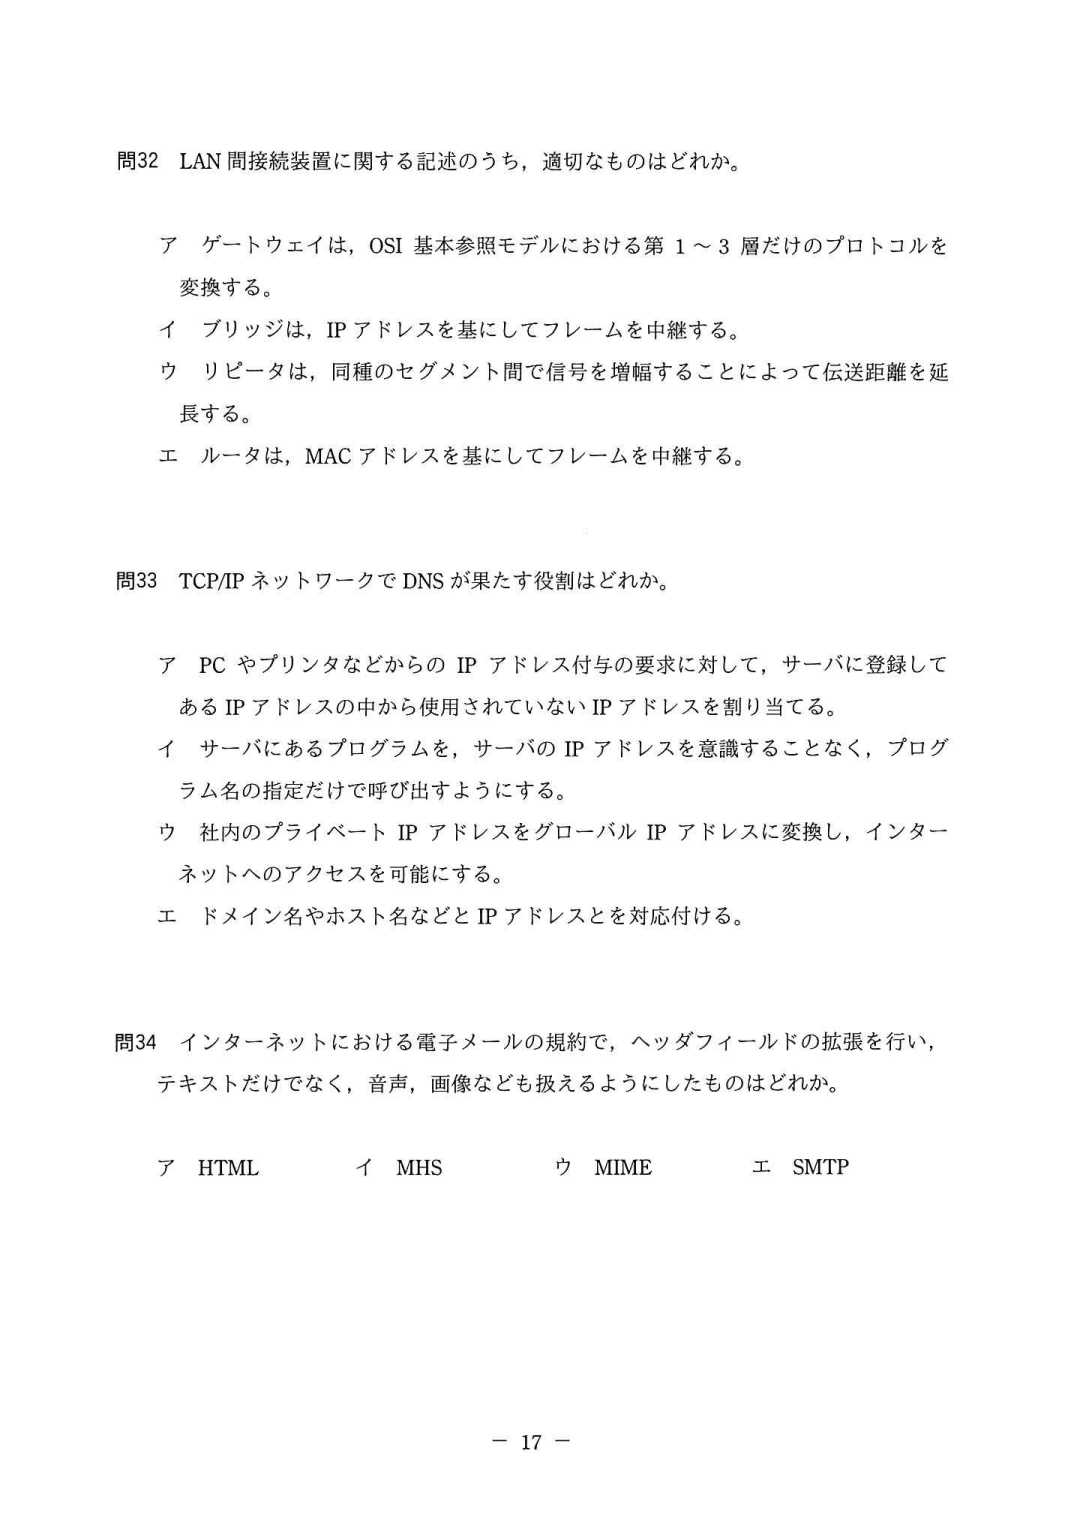 問32 LAN 間接続装置に関する記述のうち，適切なものはどれか。
ア ゲートウェイは，OSI 基本参照モデルにおける第 1～3 層だけのプロトコルを
変換する。
イ ブリッジは，IP アドレスを基にしてフレームを中継する。
ウ リピータは，同種のセグメント間で信号を増幅することによって伝送距離を延
長する。
エ ルータは，MAC アドレスを基にしてフレームを中継する。
問33 TCP/IP ネットワークで DNS が果たす役割はどれか。
ア PC やプリンタなどからの IP アドレス付与の要求に対して，サーバに登録して
ある IP アドレスの中から使用されていない IP アドレスを割り当てる。
イ サーバにあるプログラムを，サーバの IP アドレスを意識することなく，プログ
ラム名の指定だけで呼び出すようにする。
ウ 社内のプライベート IP アドレスをグローバル IP アドレスに変換し，インター
ネットへのアクセスを可能にする。
エ ドメイン名やホスト名などと IP アドレスとを対応付ける。
問34 インターネットにおける電子メールの規約で，ヘッダフィールドの拡張を行い，
テキストだけでなく，音声，画像なども扱えるようにしたものはどれか。
ア HTML イ MHS ウ MIME エ SMTP
－ 17 －